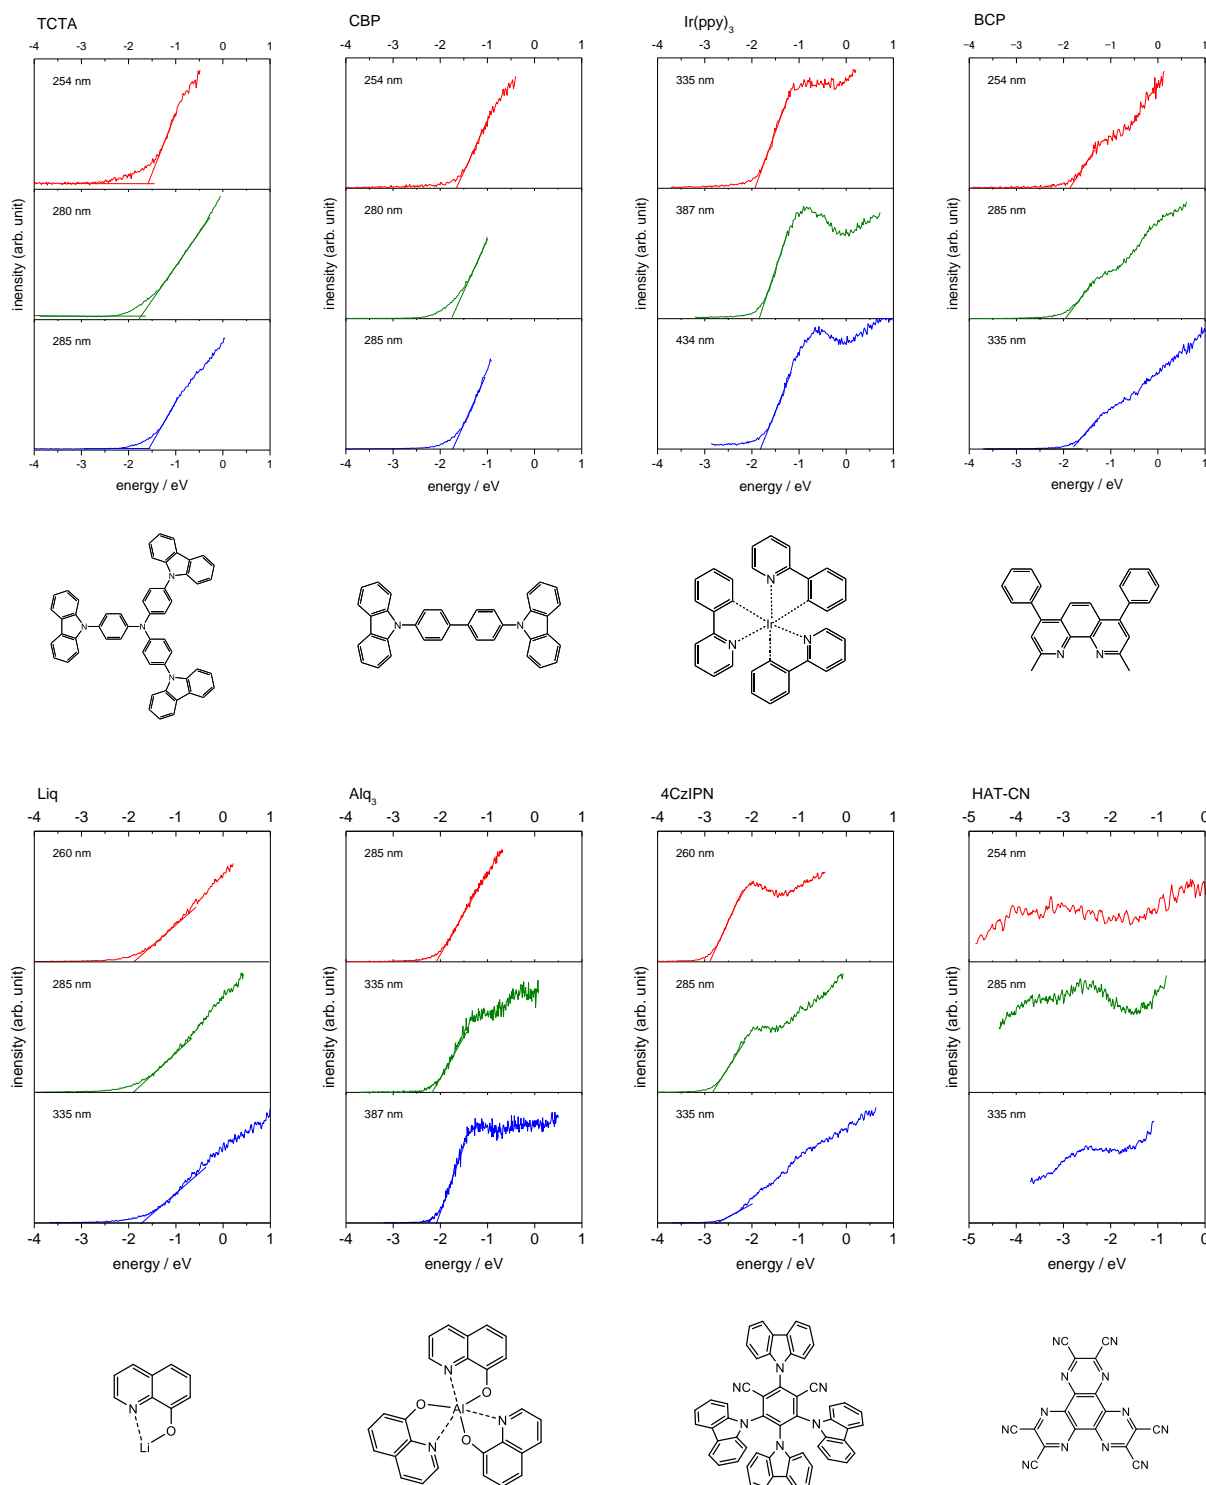 TCTA
-4 -3 -2 -1 0 1
254 nm
280 nm
285 nm
inensity (arb. unit)
-4 -3 -2 -1 0 1
energy / eV
CBP
-4 -3 -2 -1 0 1
254 nm
280 nm
285 nm
inensity (arb. unit)
-4 -3 -2 -1 0 1
energy / eV
Ir(ppy)3
-4 -3 -2 -1 0 1
335 nm
387 nm
434 nm
inensity (arb. unit)
-4 -3 -2 -1 0 1
energy / eV
BCP
-4 -3 -2 -1 0 1
254 nm
285 nm
335 nm
inensity (arb. unit)
-4 -3 -2 -1 0 1
energy / eV
N
N
N
N
N
N
N
N
Ir
N
N
N
N
Liq
-4 -3 -2 -1 0 1
260 nm
285 nm
335 nm
inensity (arb. unit)
-4 -3 -2 -1 0 1
energy / eV
Alq3
-4 -3 -2 -1 0 1
285 nm
335 nm
387 nm
inensity (arb. unit)
-4 -3 -2 -1 0 1
energy / eV
4CzIPN
-4 -3 -2 -1 0 1
260 nm
285 nm
335 nm
inensity (arb. unit)
-4 -3 -2 -1 0 1
energy / eV
HAT-CN
-5 -4 -3 -2 -1 0
254 nm
285 nm
335 nm
inensity (arb. unit)
-5 -4 -3 -2 -1 0
energy / eV
N
O
Li
N
O
O Al N
O
N
N
NC CN
N N
N
NC CN
N N
NC N N CN
NC N N CN